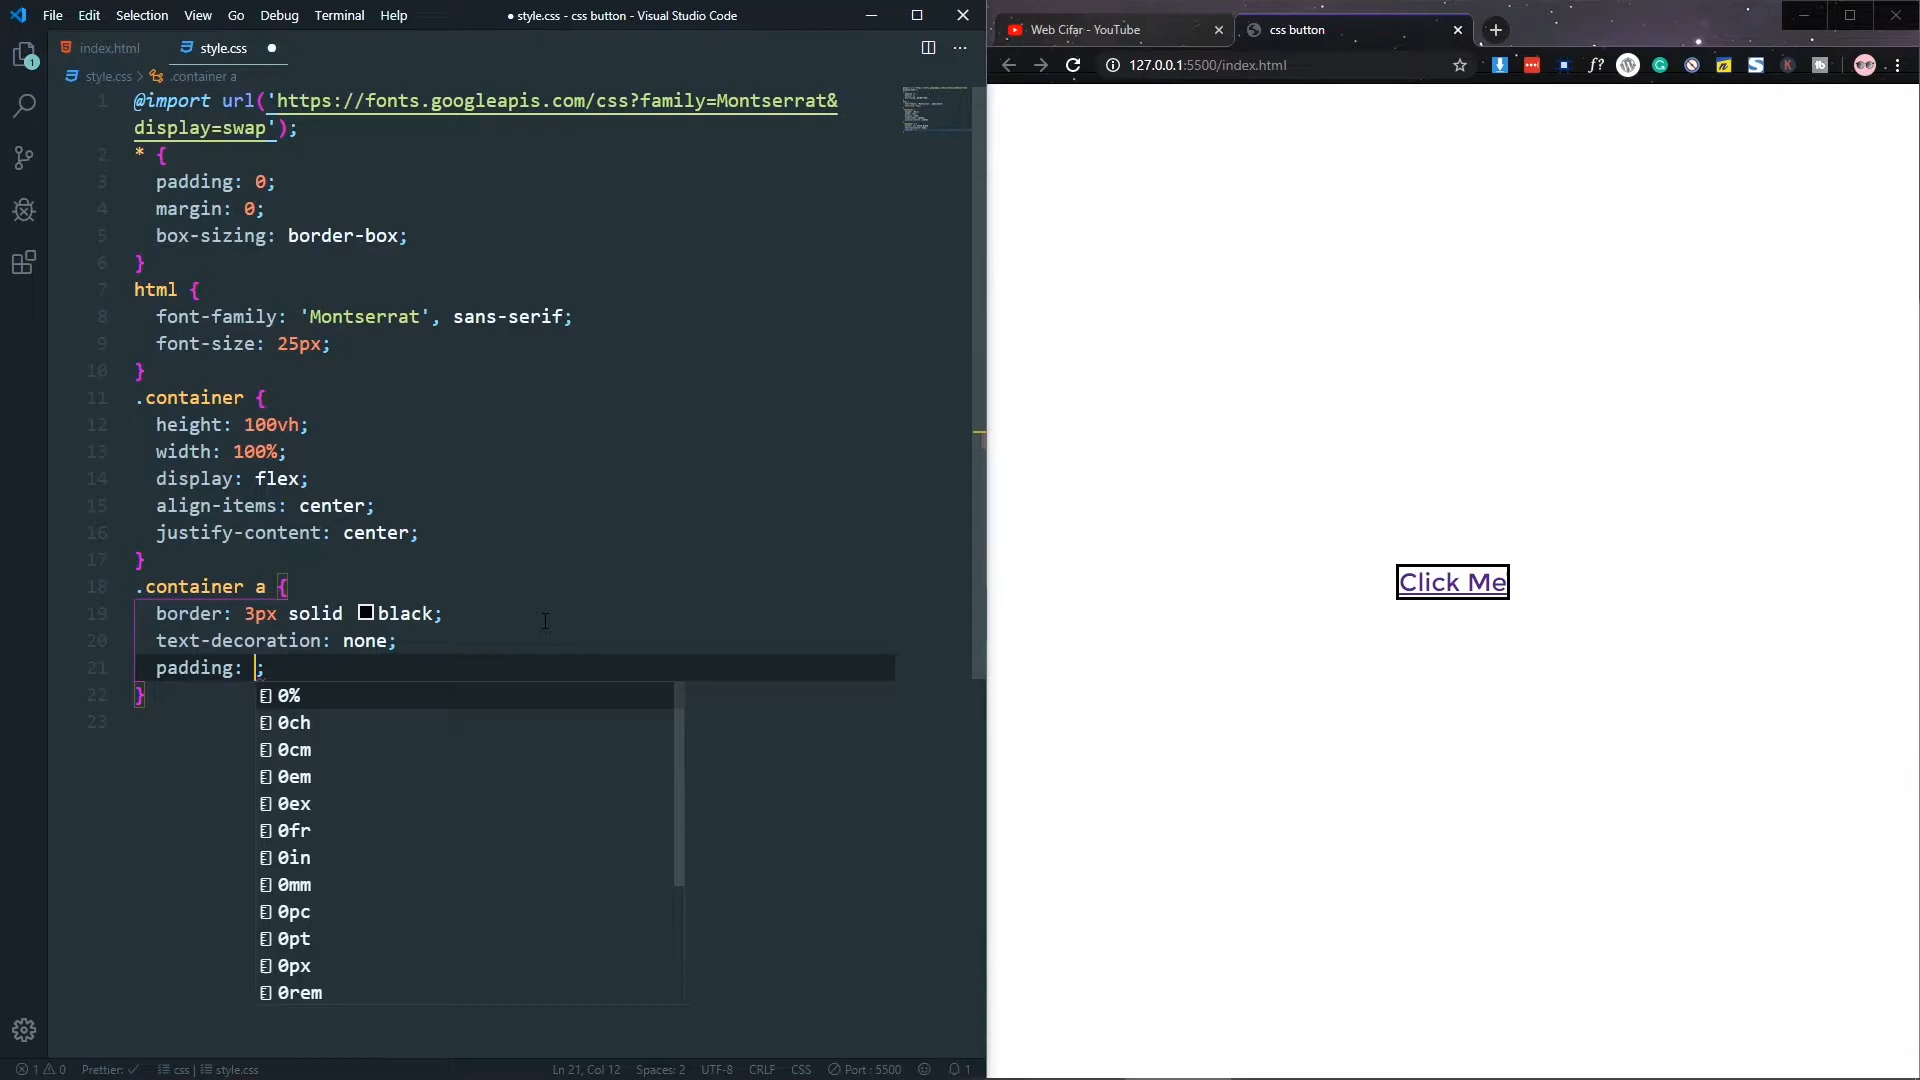 File Edit Selection View Go Debug Terminal Help
● style.css - css button - Visual Studio Code
index.html
style.css ●
style.css > .container a
1 @import url('https://fonts.googleapis.com/css?family=Montserrat&
display=swap');
2 * {
3 padding: 0;
4 margin: 0;
5 box-sizing: border-box;
6 }
7 html {
8 font-family: 'Montserrat', sans-serif;
9 font-size: 25px;
10 }
11 .container {
12 height: 100vh;
13 width: 100%;
14 display: flex;
15 align-items: center;
16 justify-content: center;
17 }
18 .container a {
19 border: 3px solid black;
20 text-decoration: none;
21 padding: ;
22 }
23
0%
0ch
0cm
0em
0ex
0fr
0in
0mm
0pc
0pt
0px
0rem
1
1 0 Prettier: ✓ css | style.css
Ln 21, Col 12 Spaces: 2 UTF-8 CRLF CSS Port : 5500 1
Web Cifar - YouTube
css button
127.0.0.1:5500/index.html
f?
Click Me